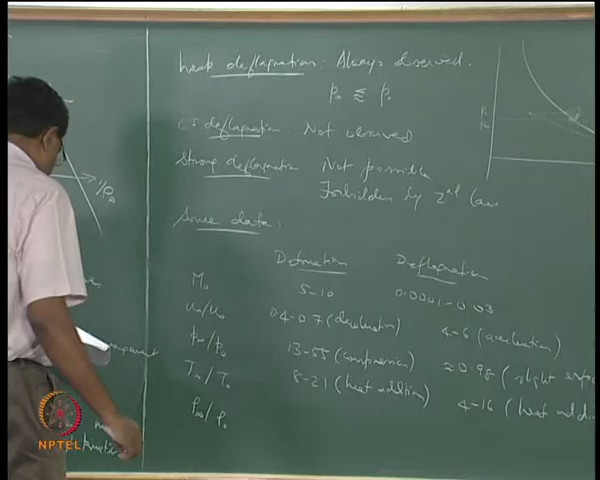 Weak deflagration: Always observed.
p∞ ≲ p₀
CJ deflagration: Not observed
Strong deflagration Not possible
Forbidden by 2nd law
Some data:
Detonation Deflagration
M₀ 5-10 0.0001-0.03
u∞/u₀ 0.4-0.7 (deceleration) 4-6 (acceleration)
p∞/p₀ 13-55 (compression) ≈0.98 (slight
T∞/T₀ 8-21 (heat addition) 4-16 (heat addi
ρ∞/ρ₀
1/ρ∞
NPTEL